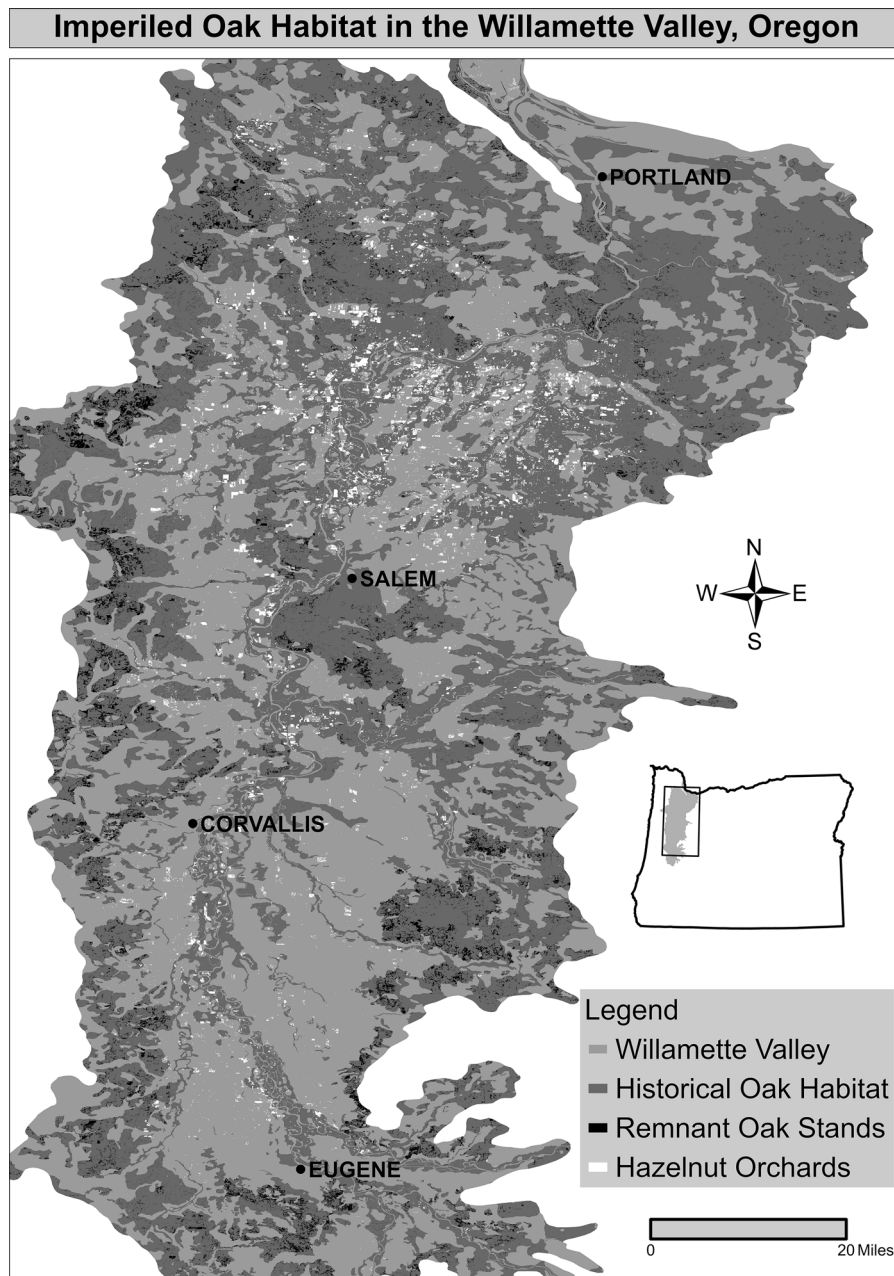 Imperiled Oak Habitat in the Willamette Valley, Oregon
PORTLAND
SALEM
N
W E
S
CORVALLIS
EUGENE
Legend
Willamette Valley
Historical Oak Habitat
Remnant Oak Stands
Hazelnut Orchards
0 20 Miles